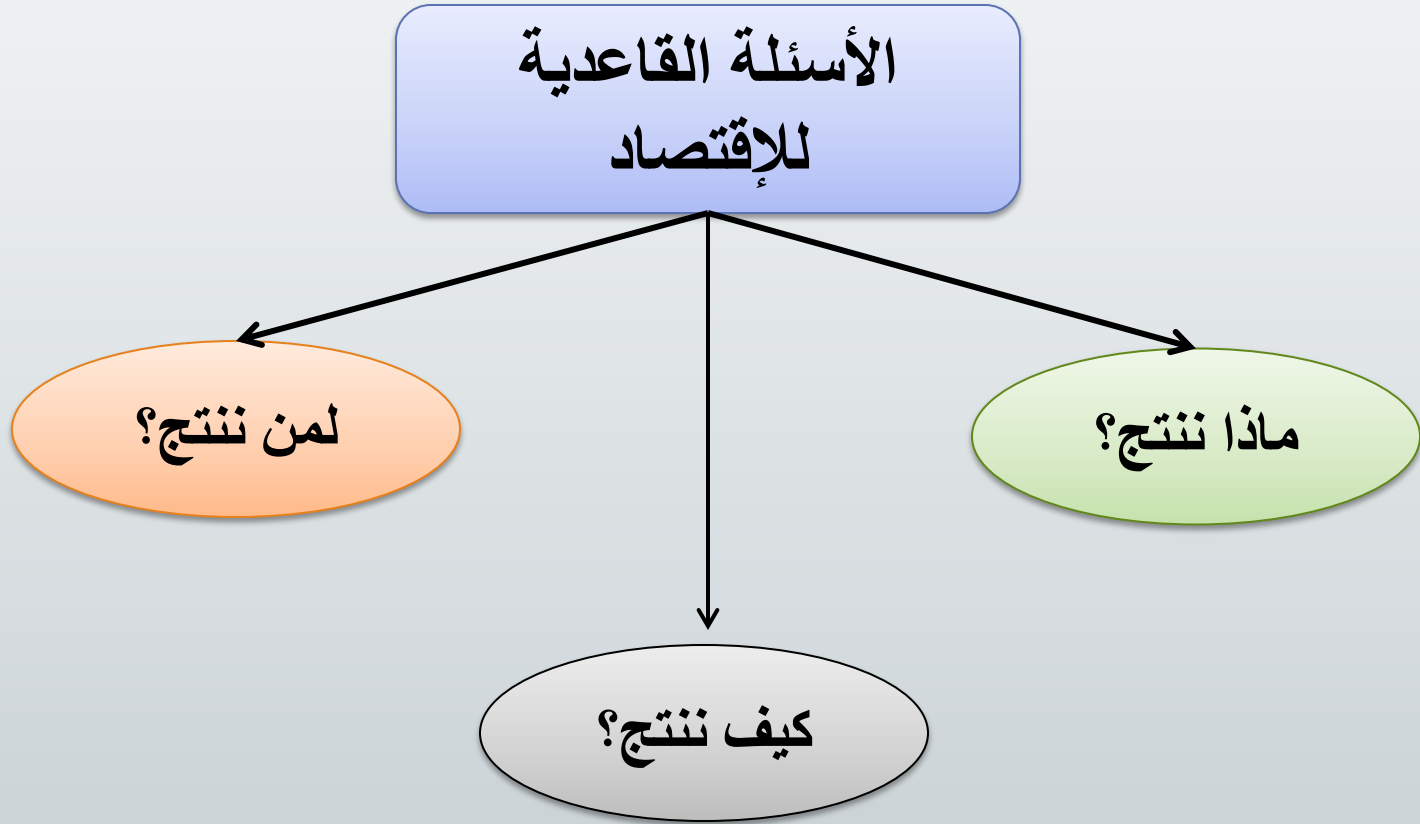 الأسئلة القاعدية
للإقتصاد
ماذا ننتج؟
لمن ننتج؟
كيف ننتج؟